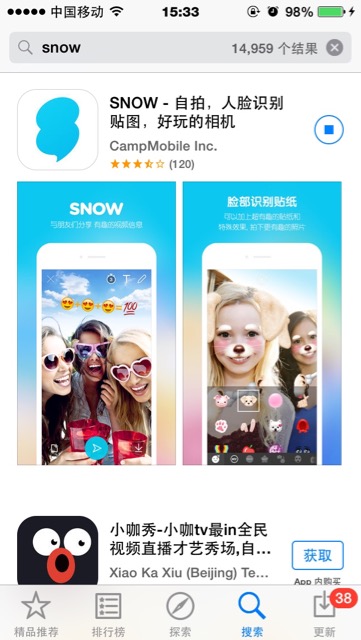 中国移动 15:33 98%
snow 14,959 个结果
SNOW - 自拍，人脸识别
贴图，好玩的相机
CampMobile Inc.
(120)
SNOW
与朋友们分享 有趣的视频信息
脸部识别贴纸
可以加上超有趣的贴纸和
特殊效果, 拍下更有趣的照片
T
100
小咖秀-小咖tv最in全民
视频直播才艺秀场,自...
Xiao Ka Xiu (Beijing) Te...
获取
App 内购买
38
精品推荐 排行榜 探索 搜索 更新